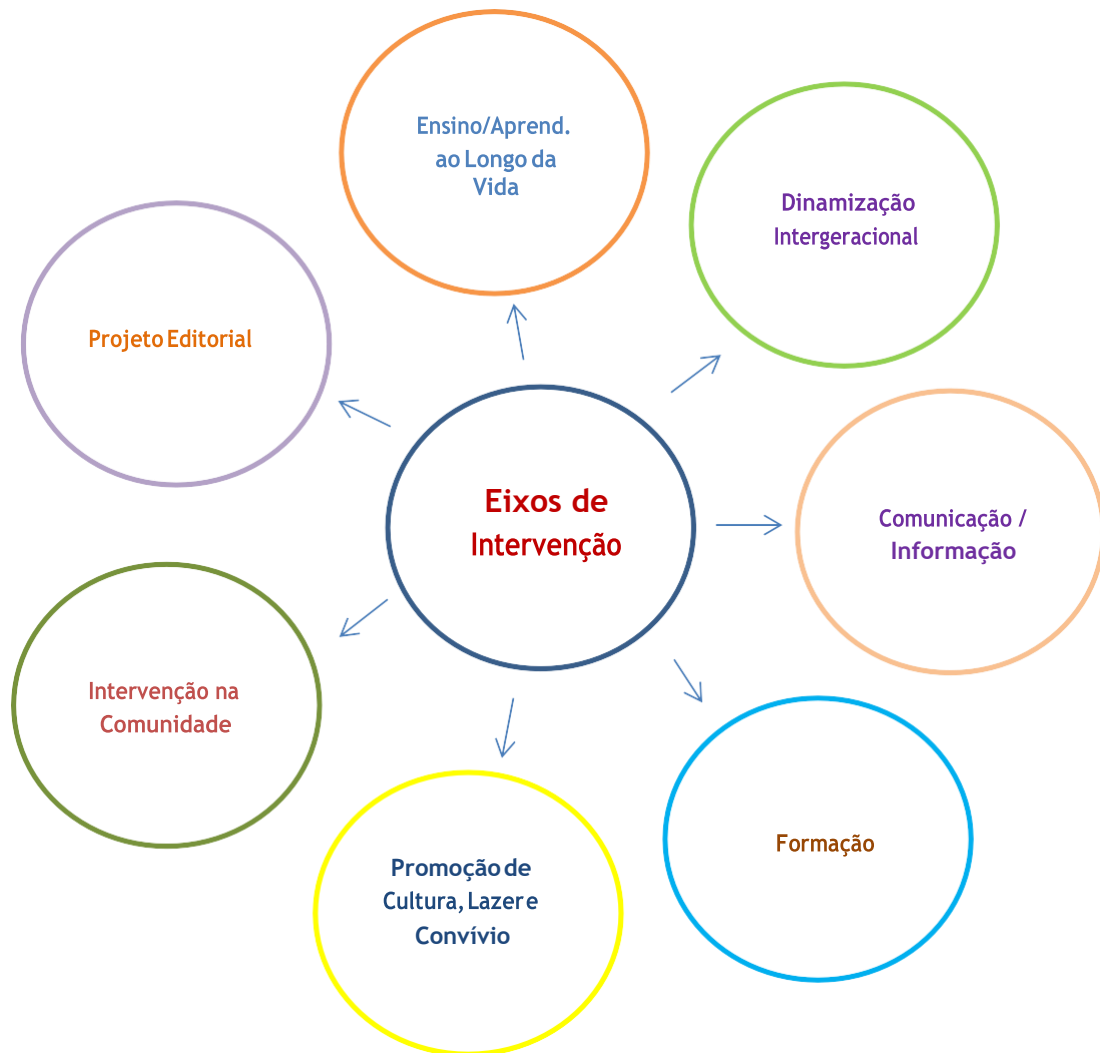 Ensino/Aprend.
ao Longo da
Vida
Dinamização
Intergeracional
Projeto Editorial
Eixos de
Intervenção
Comunicação /
Informação
Intervenção na
Comunidade
Formação
Promoção de
Cultura, Lazer e
Convívio